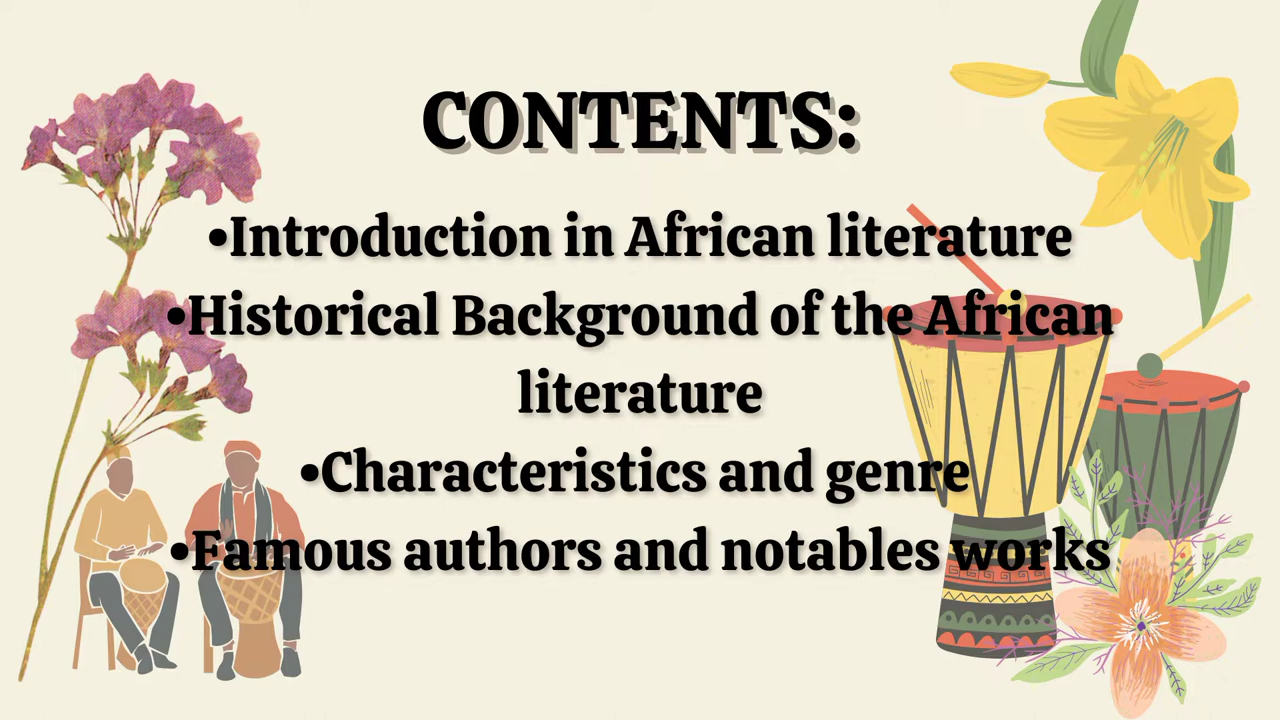 CONTENTS:
•Introduction in African literature
•Historical Background of the African
literature
•Characteristics and genre
•Famous authors and notables works